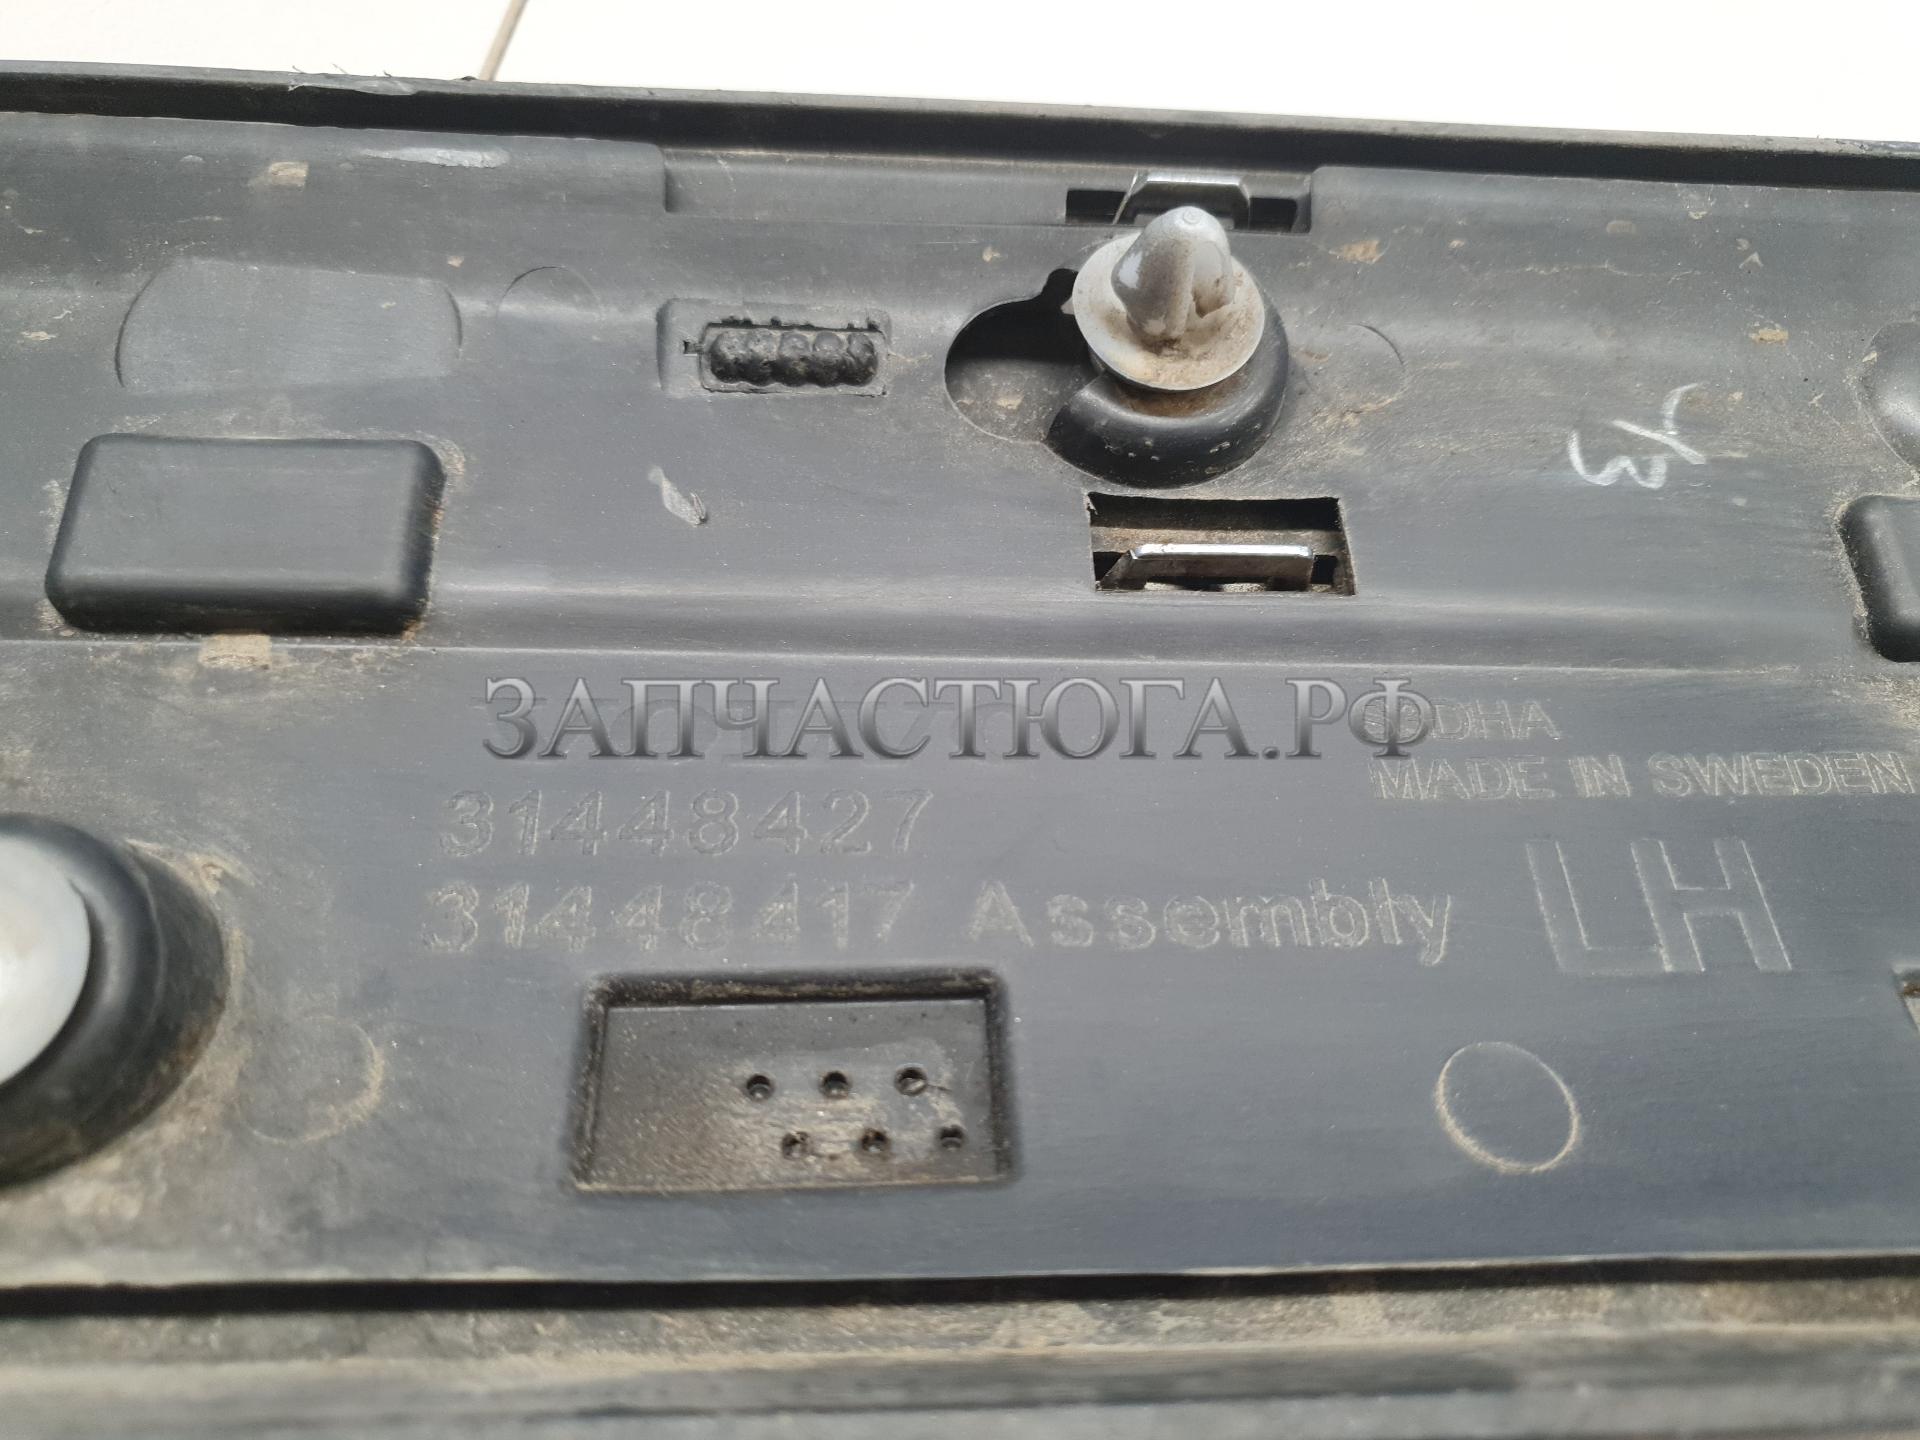 ЗАПЧАСТЮГА.РФ
MADE IN SWEDEN
31448427
31448417 Assembly
LH